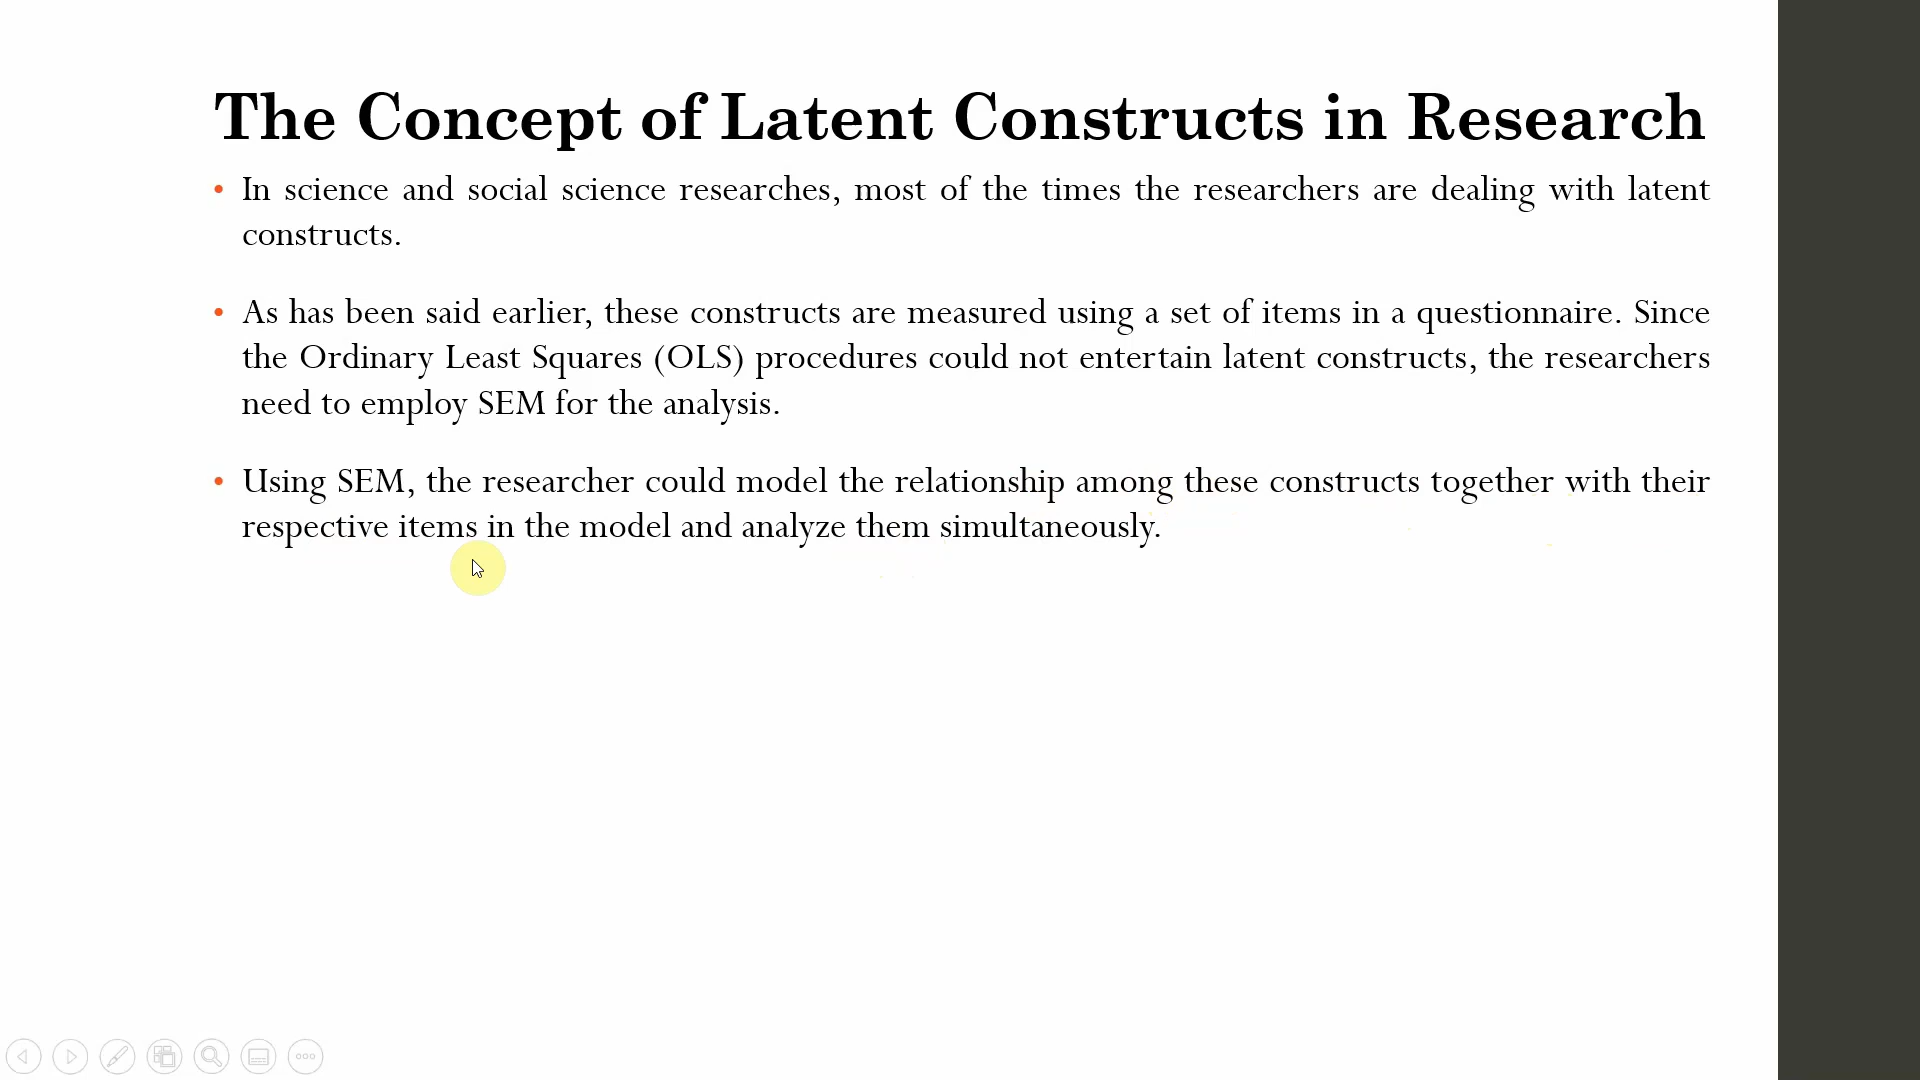 The Concept of Latent Constructs in Research
• In science and social science researches, most of the times the researchers are dealing with latent
constructs.
• As has been said earlier, these constructs are measured using a set of items in a questionnaire. Since
the Ordinary Least Squares (OLS) procedures could not entertain latent constructs, the researchers
need to employ SEM for the analysis.
• Using SEM, the researcher could model the relationship among these constructs together with their
respective items in the model and analyze them simultaneously.